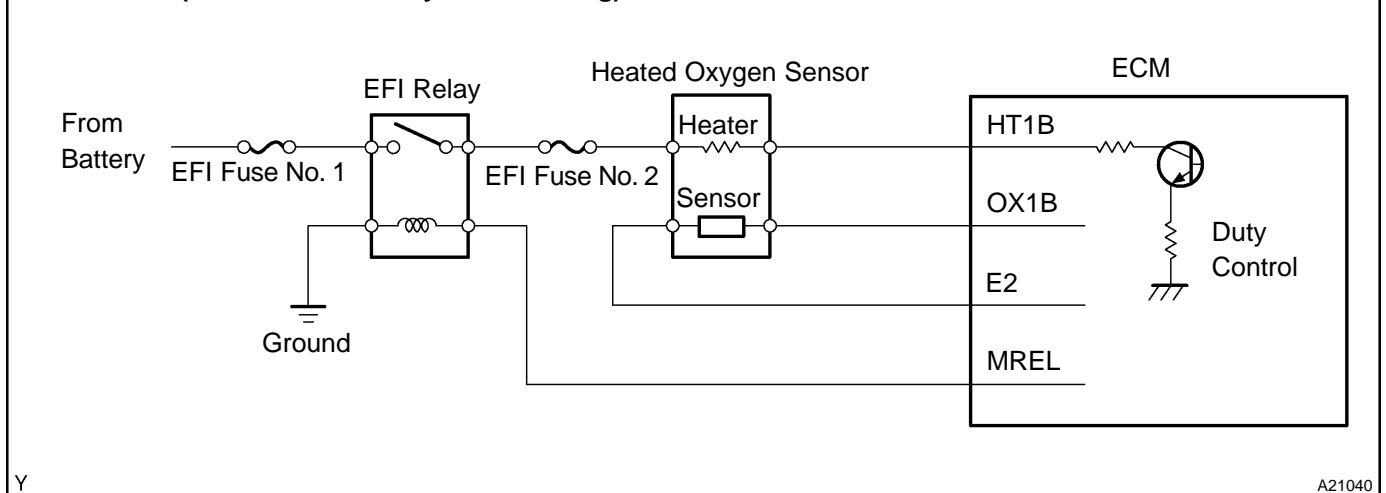 From
Battery
EFI Fuse No. 1
EFI Relay
EFI Fuse No. 2
Heated Oxygen Sensor
Heater
Sensor
ECM
HT1B
OX1B
E2
MREL
Duty
Control
Ground
Y
A21040